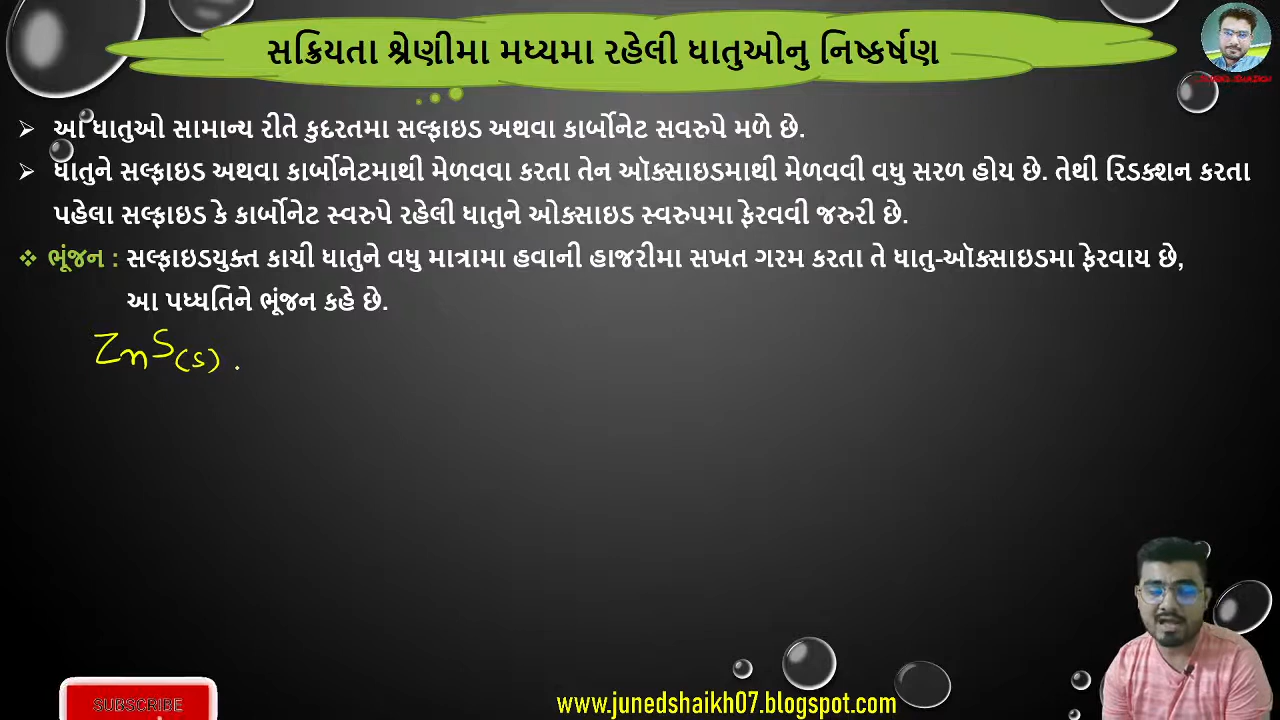 સક્રિયતા શ્રેણીમા મધ્યમા રહેલી ધાતુઓનુ નિષ્કર્ષણ
આ ધાતુઓ સામાન્ય રીતે કુદરતમા સલ્ફાઇડ અથવા કાર્બોનેટ સવરુપે મળે છે.
ધાતુને સલ્ફાઇડ અથવા કાર્બોનેટમાથી મેળવવા કરતા તેન ઑક્સાઇડમાથી મેળવવી વધુ સરળ હોય છે. તેથી રિડક્શન કરતા
પહેલા સલ્ફાઇડ કે કાર્બોનેટ સ્વરુપે રહેલી ધાતુને ઓક્સાઇડ સ્વરુપમા ફેરવવી જરુરી છે.
ભૂંજન : સલ્ફાઇડયુક્ત કાચી ધાતુને વધુ માત્રામા હવાની હાજરીમા સખત ગરમ કરતા તે ધાતુ-ઑક્સાઇડમા ફેરવાય છે,
આ પધ્ધતિને ભૂંજન કહે છે.
ZnS(s)
SUBSCRIBE
www.junedshaikh07.blogspot.com